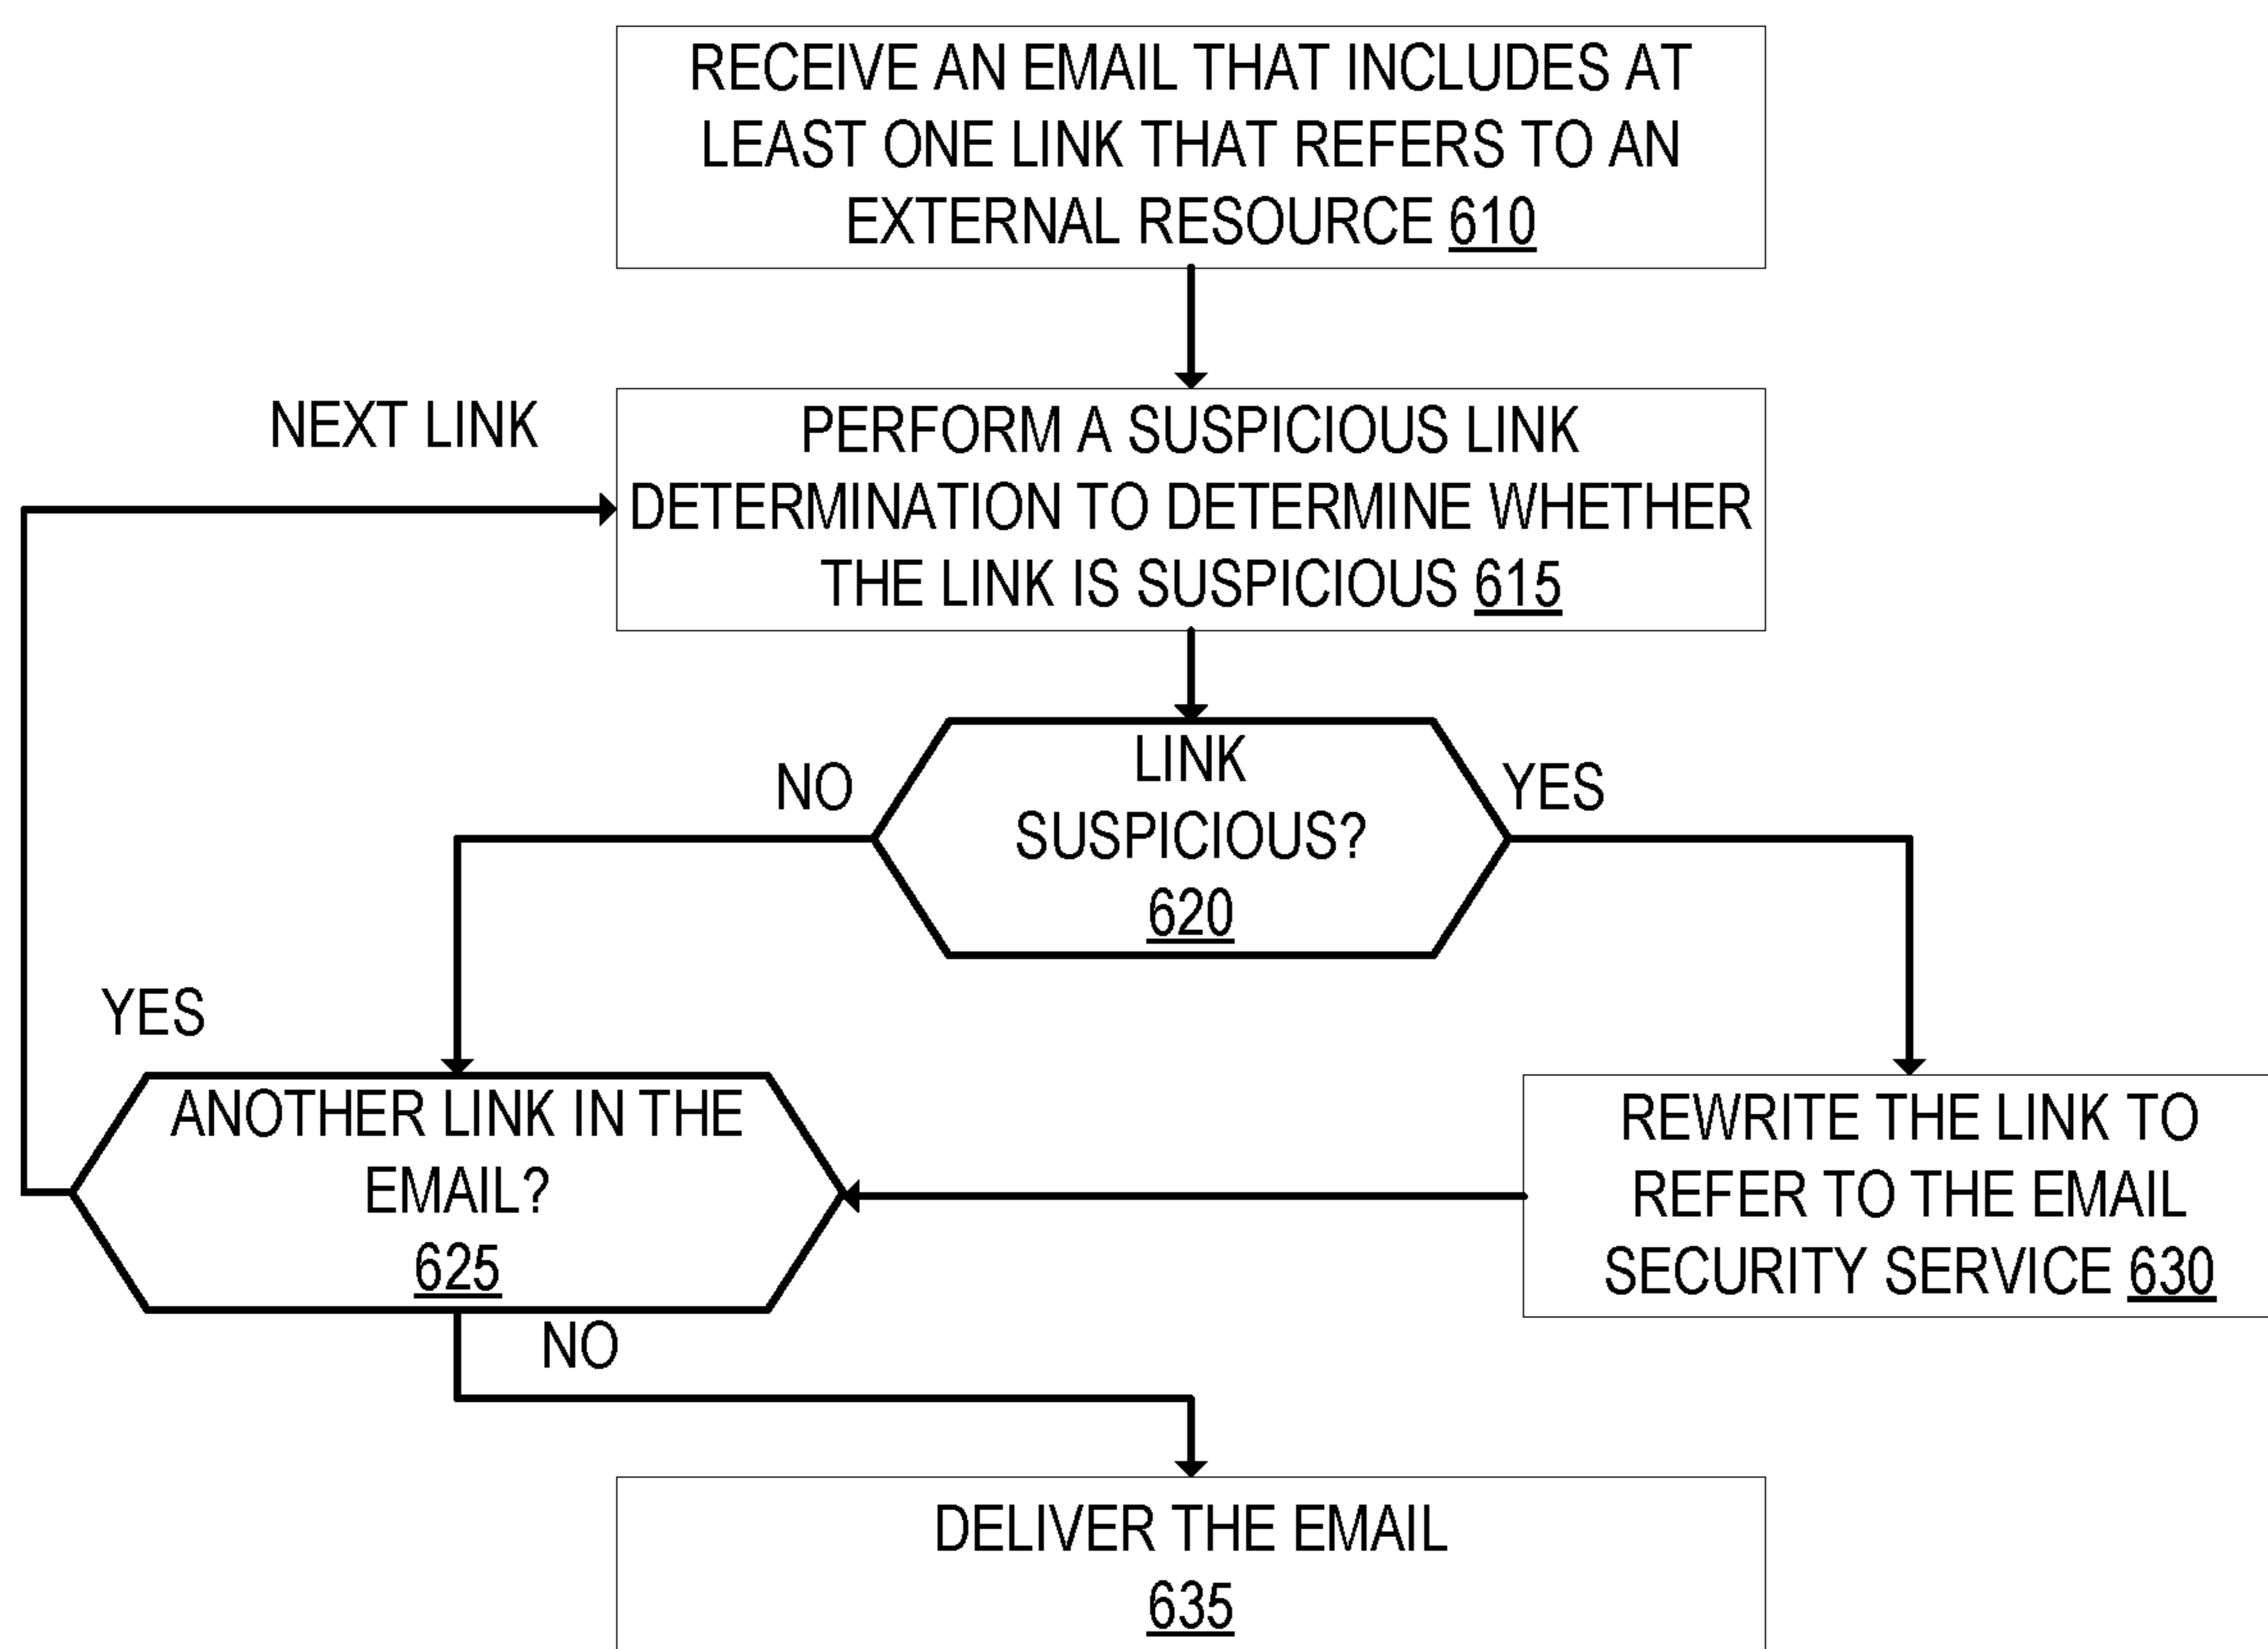 RECEIVE AN EMAIL THAT INCLUDES AT
LEAST ONE LINK THAT REFERS TO AN
EXTERNAL RESOURCE 610
NEXT LINK
PERFORM A SUSPICIOUS LINK
DETERMINATION TO DETERMINE WHETHER
THE LINK IS SUSPICIOUS 615
NO
LINK
SUSPICIOUS?
620
YES
YES
ANOTHER LINK IN THE
EMAIL?
625
REWRITE THE LINK TO
REFER TO THE EMAIL
SECURITY SERVICE 630
NO
DELIVER THE EMAIL
635